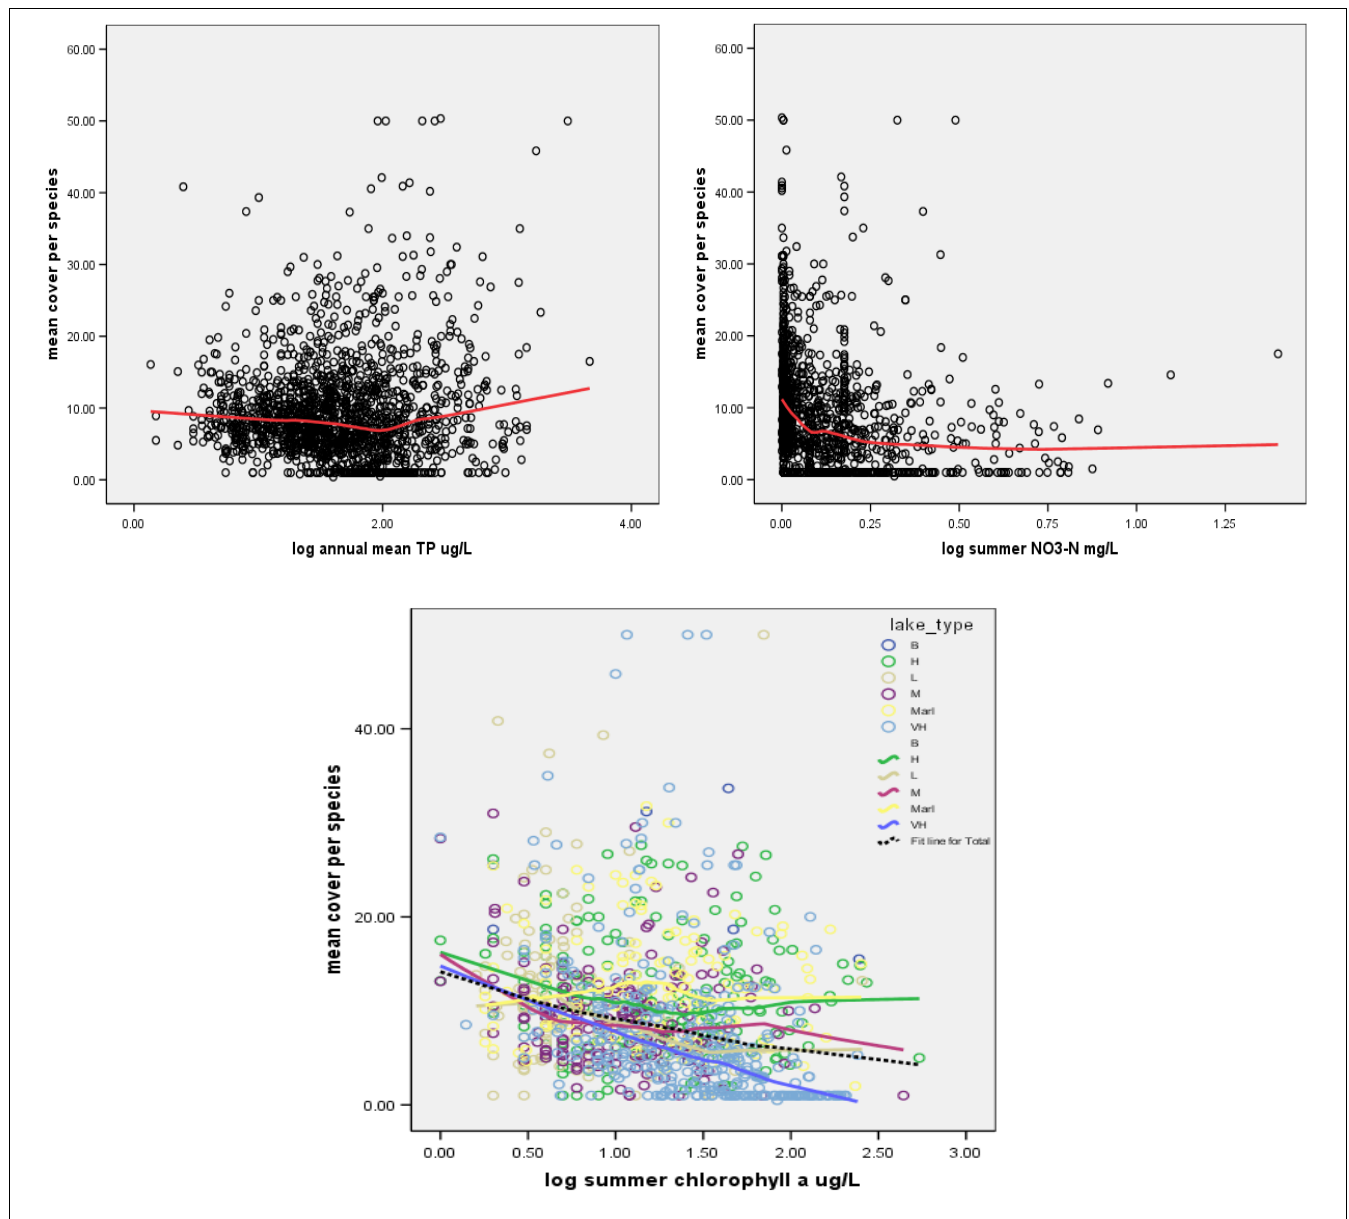 60.00
50.00
40.00
30.00
20.00
10.00
0.00
mean cover per species
0.00 2.00 4.00
log annual mean TP ug/L
60.00
50.00
40.00
30.00
20.00
10.00
0.00
mean cover per species
0.00 0.25 0.50 0.75 1.00 1.25
log summer NO3-N mg/L
lake_type
B
H
L
M
Marl
VH
B
H
L
M
Marl
VH
Fit line for Total
40.00
20.00
0.00
mean cover per species
0.00 0.50 1.00 1.50 2.00 2.50 3.00
log summer chlorophyll a ug/L